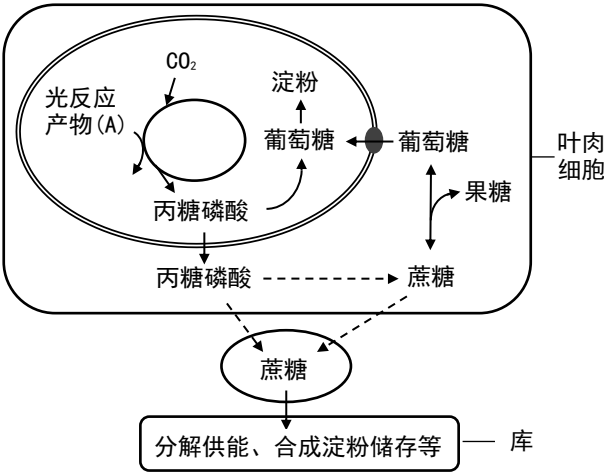 CO₂
光反应
产物(A)
淀粉
葡萄糖
葡萄糖
果糖
丙糖磷酸
丙糖磷酸
蔗糖
叶肉
细胞
蔗糖
分解供能、合成淀粉储存等
库